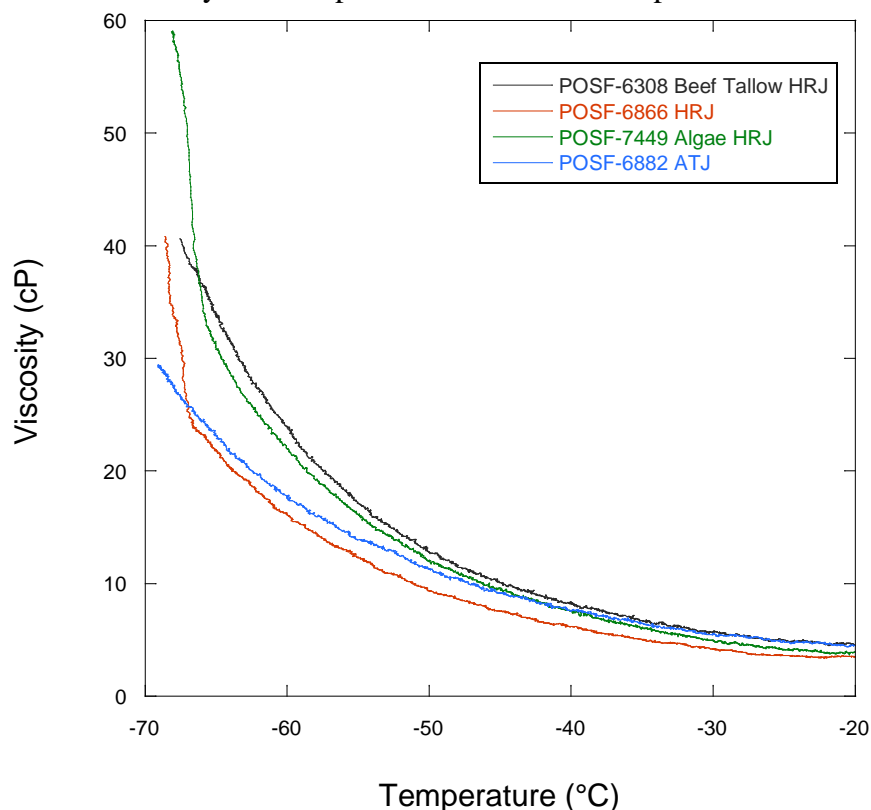 60
50
40
30
20
10
0
Viscosity (cP)
POSF-6308 Beef Tallow HRJ
POSF-6866 HRJ
POSF-7449 Algae HRJ
POSF-6882 ATJ
-70 -60 -50 -40 -30 -20
Temperature (°C)